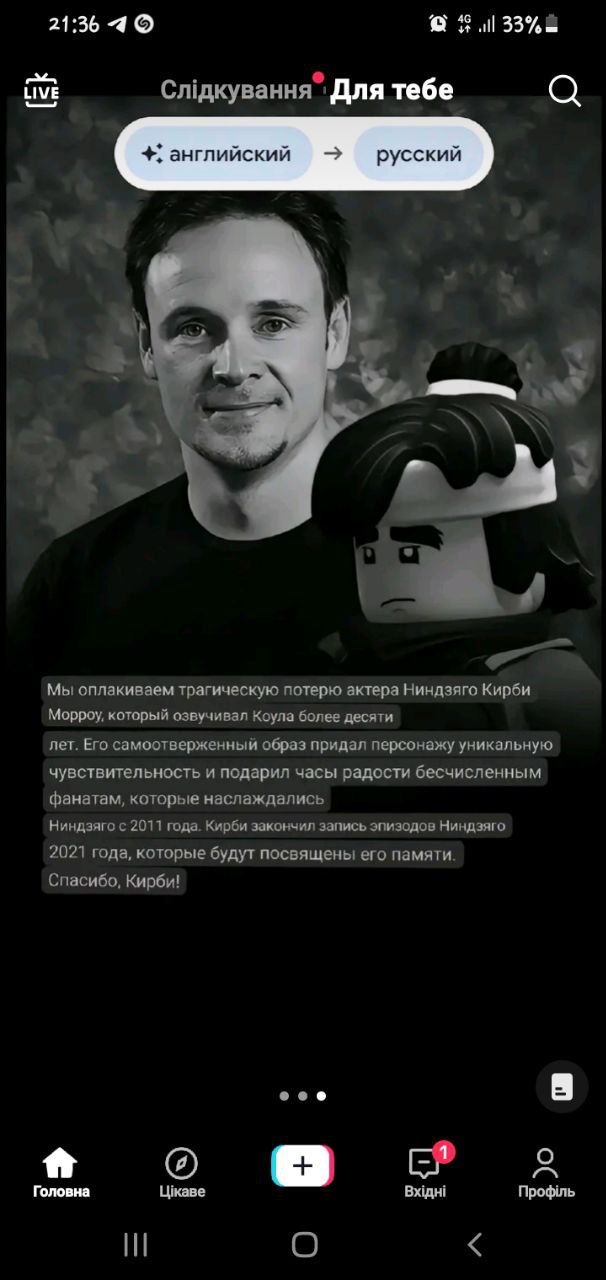 21:36
4G
33%
LIVE
Слідкування
Для тебе
английский → русский
Мы оплакиваем трагическую потерю актера Ниндзяго Кирби
Морроу, который озвучивал Коула более десяти
лет. Его самоотверженный образ придал персонажу уникальную
чувствительность и подарил часы радости бесчисленным
фанатам, которые наслаждались
Ниндзяго с 2011 года. Кирби закончил запись эпизодов Ниндзяго
2021 года, которые будут посвящены его памяти.
Спасибо, Кирби!
1
Головна
Цікаве
Вхідні
Профіль